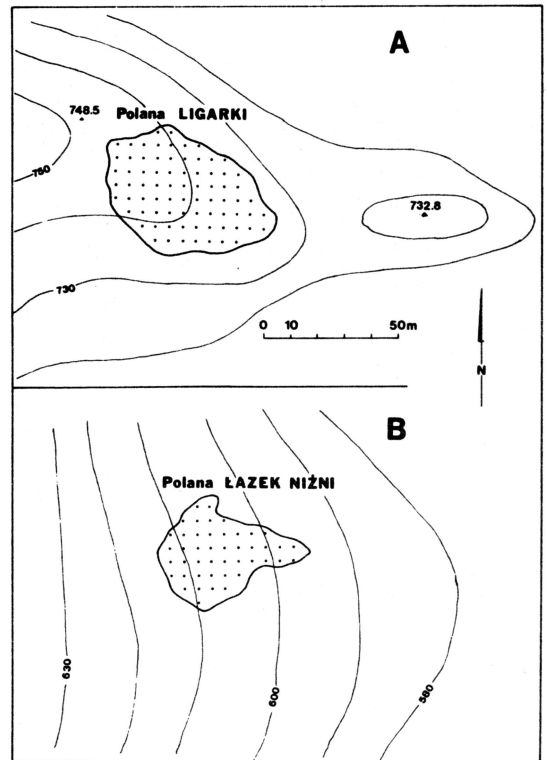 A
748.5
Polana LIGARKI
750
732.8
730
0 10 50m
N
B
Polana ŁAZEK NIŻNI
630
600
580